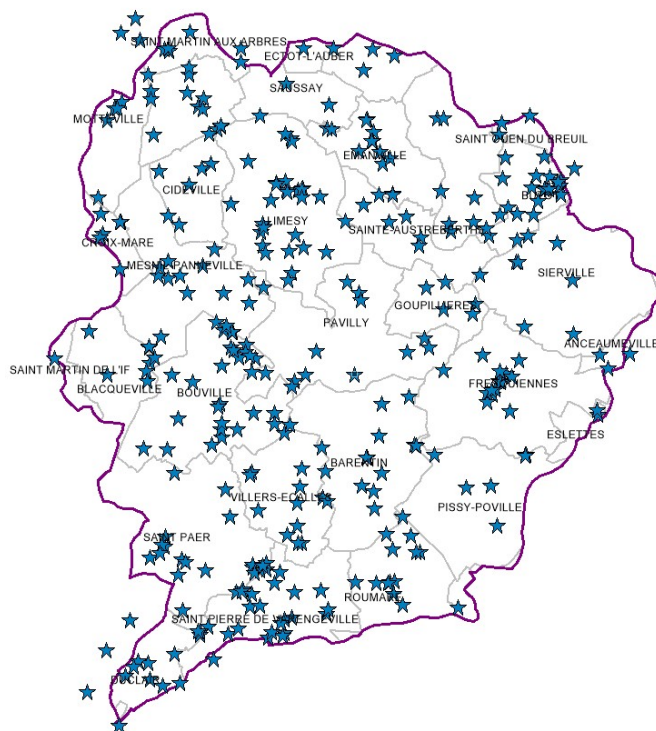 SAINT MARTIN AUX ARBRES
ECTOT-L'AUBER
SAUSSAY
MOTTEVILLE
SAINT OUEN DU BREUIL
EMANVILLE
CIDEVILLE
LIMESY
SAINTE-AUSTREBERTHE
CROIX-MARE
MESNIL-PANNEVILLE
SIERVILLE
GOUPILLIERES
PAVILLY
ANCEAUMEVILLE
SAINT MARTIN DE L'IF
BLACQUEVILLE
BOUVILLE
FRESQUIENNES
ESLETTES
BARENTIN
VILLERS-ECALLES
PISSY-POVILLE
SAINT PAER
ROUMARE
SAINT PIERRE DE VARENGEVILLE
DUCLAIR